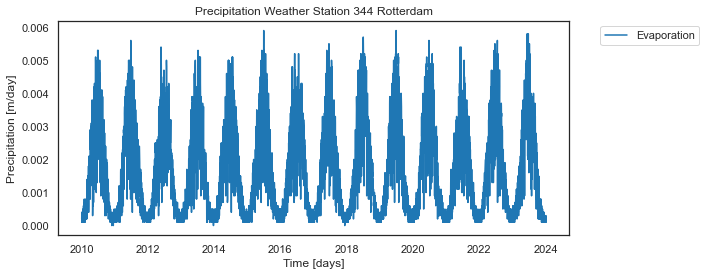 Precipitation Weather Station 344 Rotterdam
Evaporation
Precipitation [m/day]
0.006
0.005
0.004
0.003
0.002
0.001
0.000
2010 2012 2014 2016 2018 2020 2022 2024
Time [days]